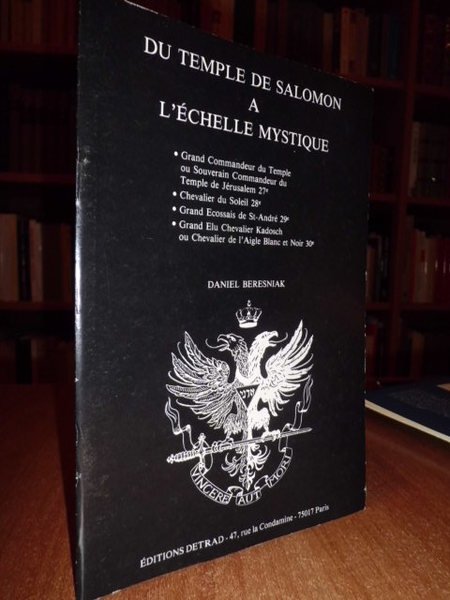 DU TEMPLE DE SALOMON
A
L'ÉCHELLE MYSTIQUE
• Grand Commandeur du Temple
ou Souverain Commandeur du
Temple de Jérusalem 27e
• Chevalier du Soleil 28e
• Grand Ecossais de St-André 29e
• Grand Elu Chevalier Kadosch
ou Chevalier de l'Aigle Blanc et Noir 30e
DANIEL BERESNIAK
VINCERE AUT MORI
ÉDITIONS DETRAD - 47, rue la Condamine - 75017 Paris